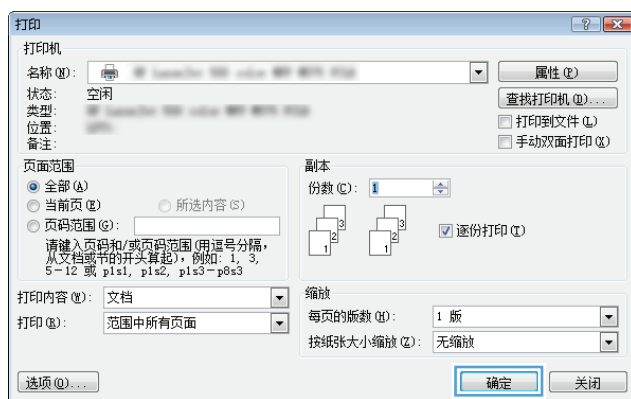 打印
打印机
名称(N):
属性(P)
状态: 空闲
查找打印机(D)...
类型:
位置:
打印到文件(L)
备注:
手动双面打印(X)
页面范围
全部(A)
当前页(E) 所选内容(S)
页码范围(G):
请键入页码和/或页码范围(用逗号分隔,
从文档或节的开头算起), 例如: 1, 3,
5-12 或 p1s1, p1s2, p1s3-p8s3
副本
份数(C): 1
3 3
2 2
1 1
逐份打印(T)
打印内容(W): 文档
打印(R): 范围中所有页面
缩放
每页的版数(H): 1 版
按纸张大小缩放(Z): 无缩放
选项(O)...
确定 关闭